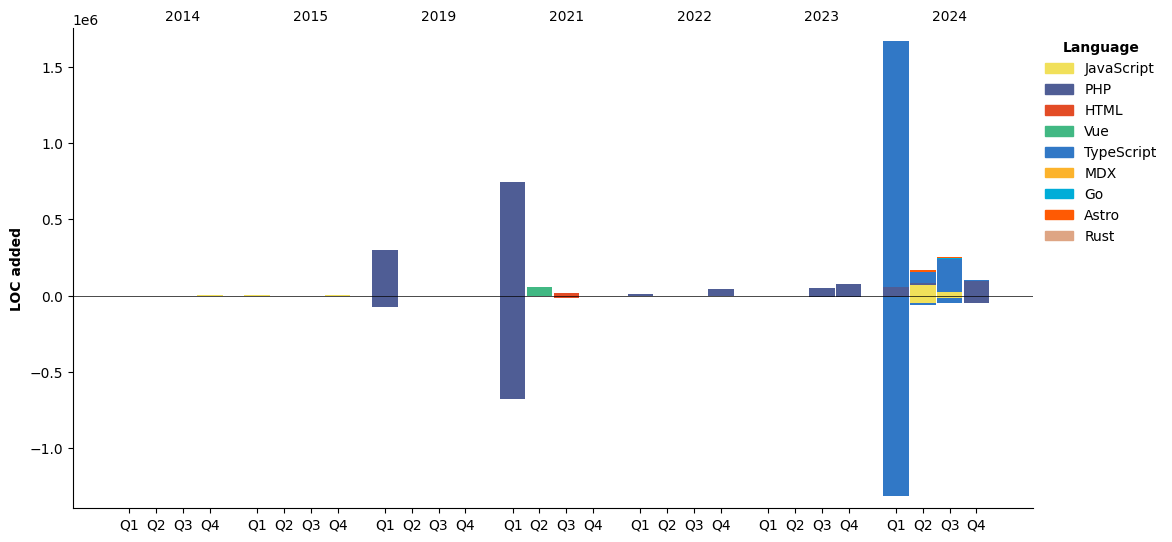 1e6
2014 2015 2019 2021 2022 2023 2024
Language
JavaScript
PHP
HTML
Vue
TypeScript
MDX
Go
Astro
Rust
LOC added
1.5
1.0
0.5
0.0
−0.5
−1.0
Q1 Q2 Q3 Q4 Q1 Q2 Q3 Q4 Q1 Q2 Q3 Q4 Q1 Q2 Q3 Q4 Q1 Q2 Q3 Q4 Q1 Q2 Q3 Q4 Q1 Q2 Q3 Q4